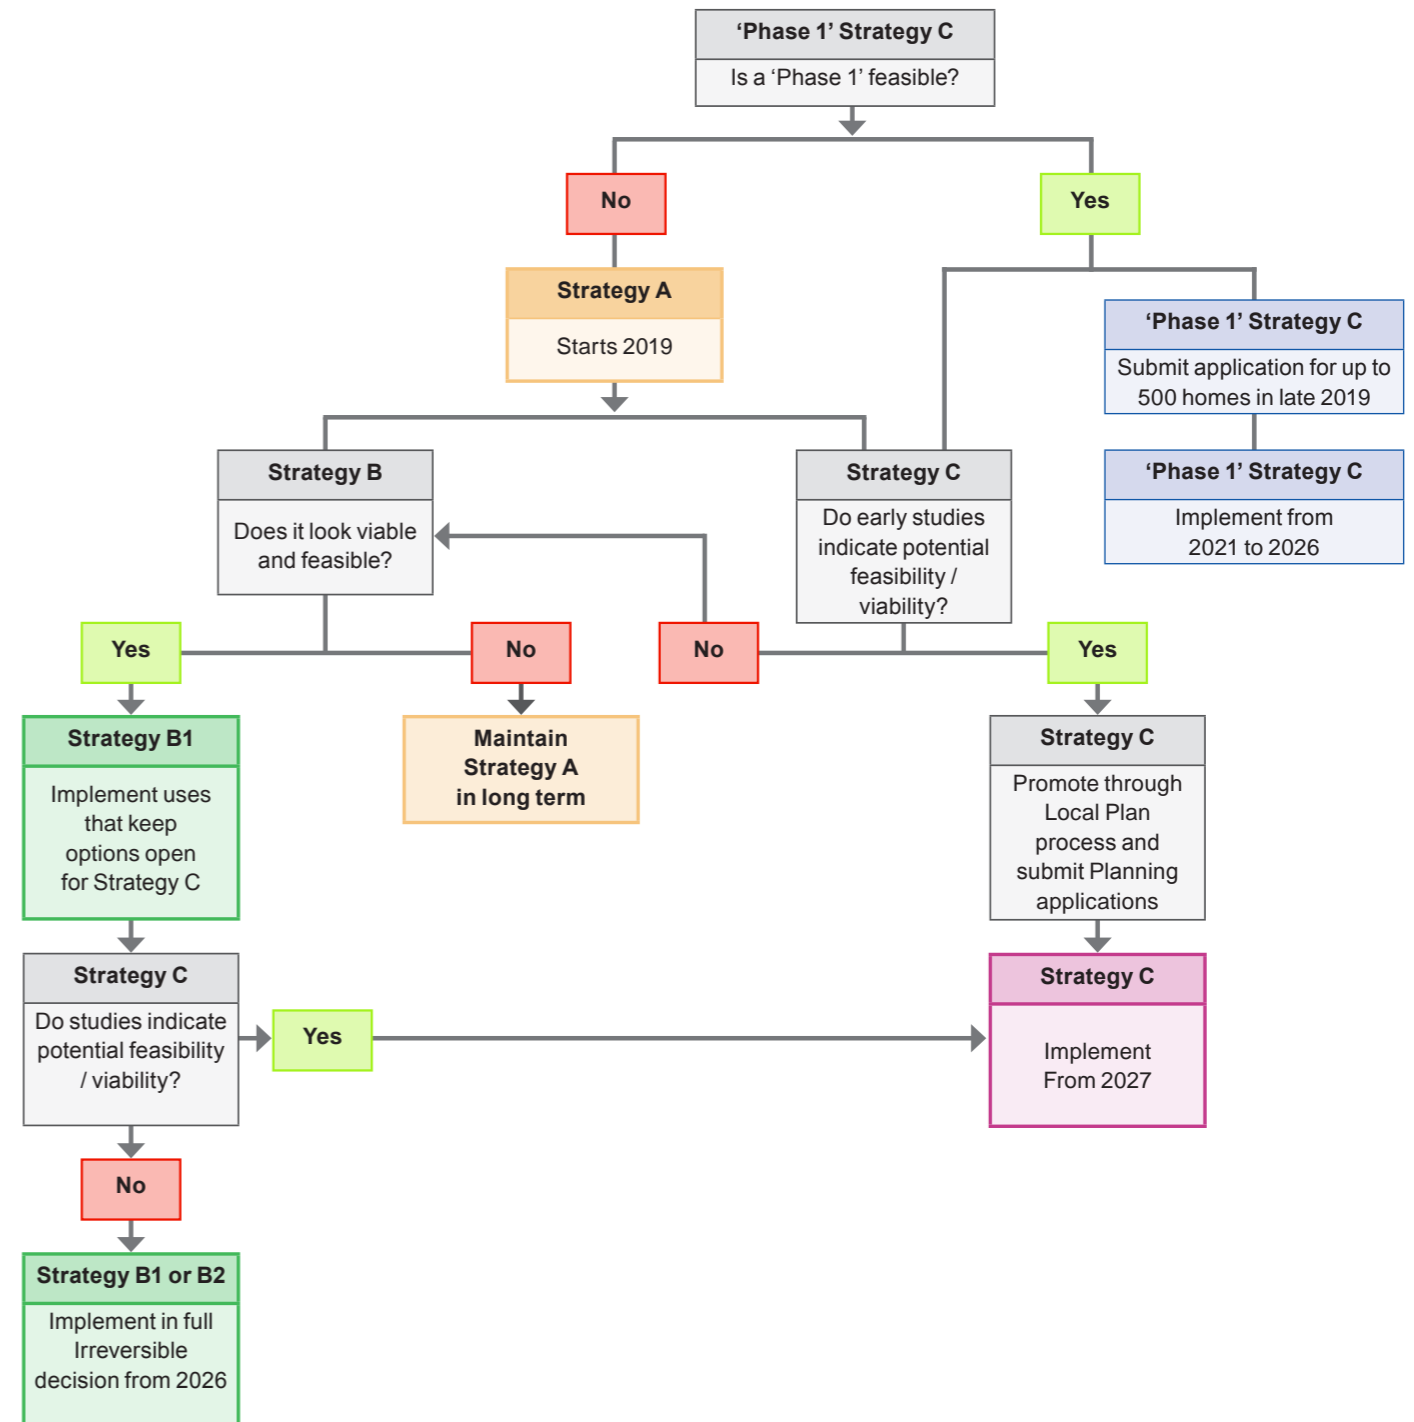 ‘Phase 1’ Strategy C
Is a ‘Phase 1’ feasible?
No
Yes
Strategy A
Starts 2019
‘Phase 1’ Strategy C
Submit application for up to
500 homes in late 2019
Strategy B
Does it look viable
and feasible?
Strategy C
Do early studies
indicate potential
feasibility /
viability?
‘Phase 1’ Strategy C
Implement from
2021 to 2026
Yes
No
No
Yes
Strategy B1
Implement uses
that keep
options open
for Strategy C
Maintain
Strategy A
in long term
Strategy C
Promote through
Local Plan
process and
submit Planning
applications
Strategy C
Do studies indicate
potential feasibility
/ viability?
Yes
Strategy C
Implement
From 2027
No
Strategy B1 or B2
Implement in full
Irreversible
decision from 2026